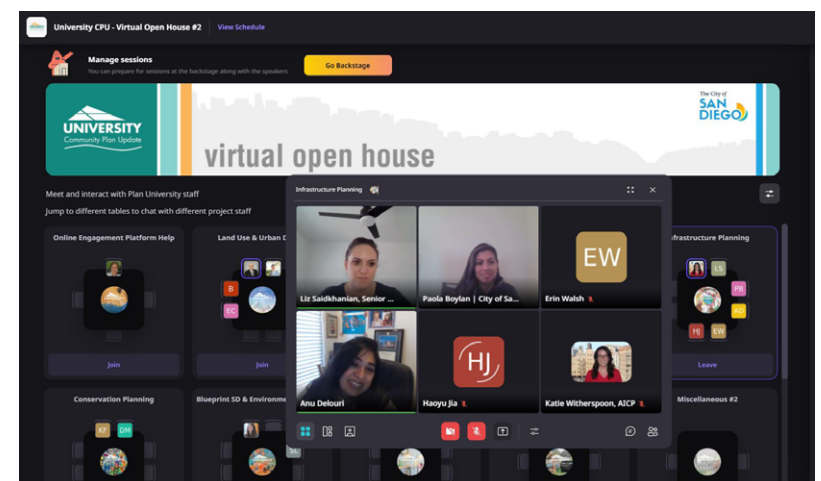 University CPU - Virtual Open House #2 View Schedule
Manage sessions
You can prepare for sessions at the backstage along with the speakers
Go Backstage
UNIVERSITY
Community Plan Update
virtual open house
The City of
SAN
DIEGO
Meet and interact with Plan University staff
Jump to different tables to chat with different project staff
Infrastructure Planning
Online Engagement Platform Help
Land Use & Urban D
frastructure Planning
B
EC
LS
PB
AD
HJ EW
Join
Join
Leave
EW
Liz Saidkhanian, Senior ...
Paola Boylan | City of Sa...
Erin Walsh
HJ
Anu Delouri
Haoyu Jia
Katie Witherspoon, AICP
Conservation Planning
Blueprint SD & Environme
Miscellaneous #2
KF DM
SC